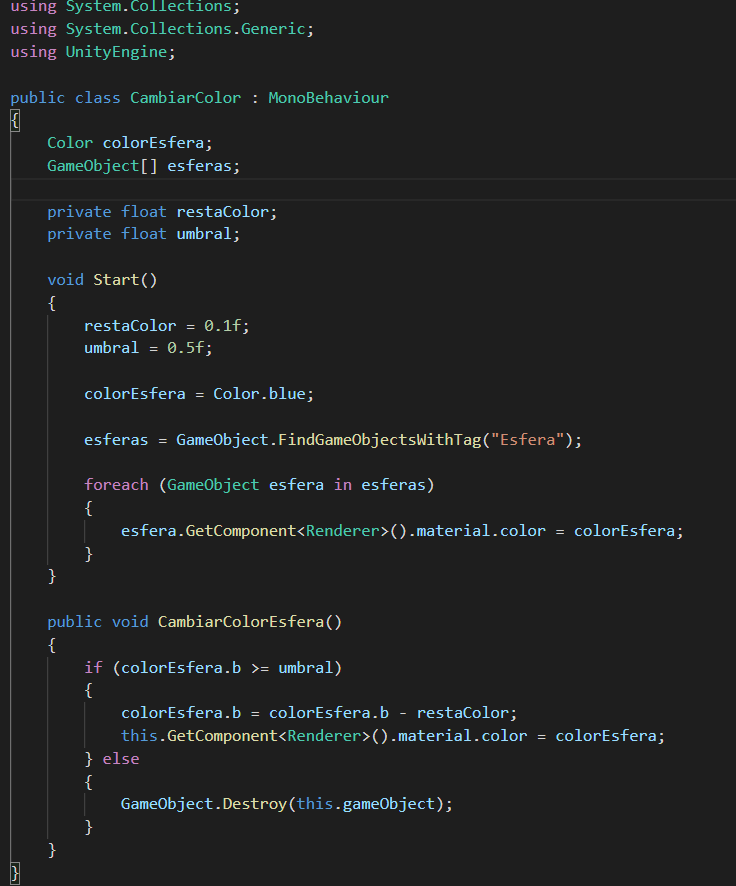 using System.Collections;
using System.Collections.Generic;
using UnityEngine;
public class CambiarColor : MonoBehaviour
{
Color colorEsfera;
GameObject[] esferas;
private float restaColor;
private float umbral;
void Start()
{
restaColor = 0.1f;
umbral = 0.5f;
colorEsfera = Color.blue;
esferas = GameObject.FindGameObjectsWithTag("Esfera");
foreach (GameObject esfera in esferas)
{
esfera.GetComponent<Renderer>().material.color = colorEsfera;
}
}
public void CambiarColorEsfera()
{
if (colorEsfera.b >= umbral)
{
colorEsfera.b = colorEsfera.b - restaColor;
this.GetComponent<Renderer>().material.color = colorEsfera;
} else
{
GameObject.Destroy(this.gameObject);
}
}
}